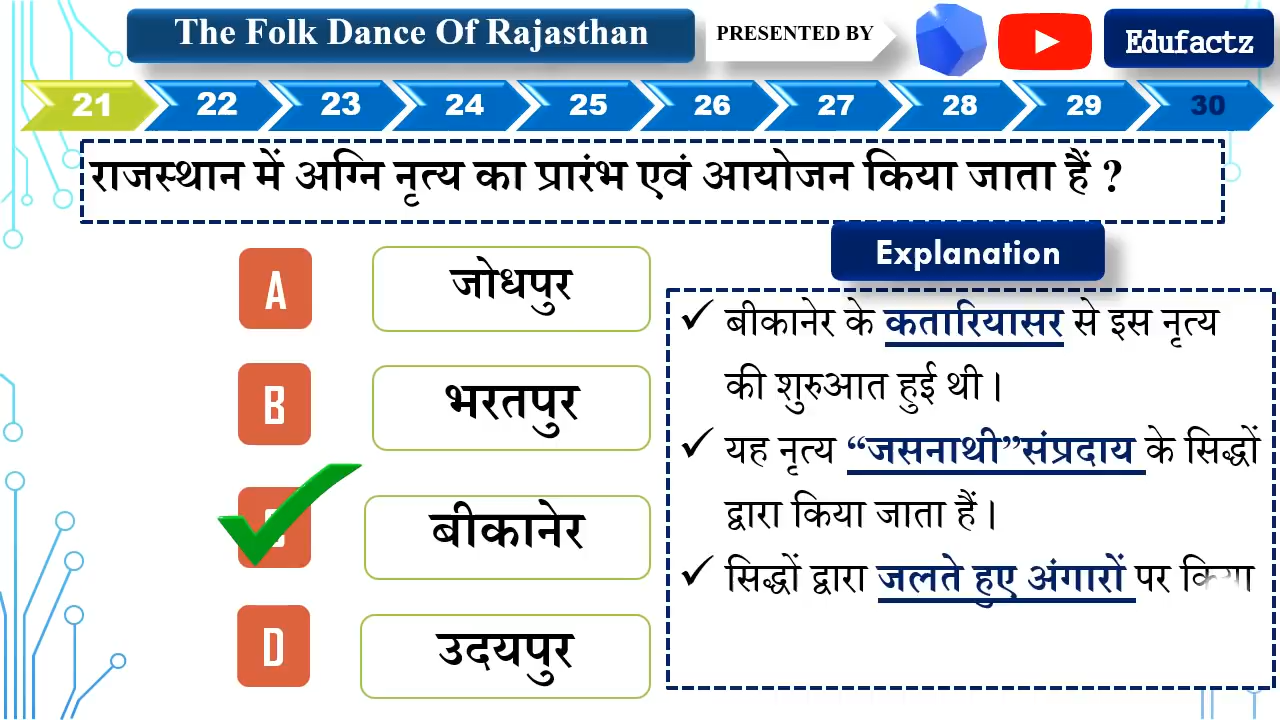 The Folk Dance Of Rajasthan
PRESENTED BY
Edufactz
21 22 23 24 25 26 27 28 29 30
राजस्थान में अग्नि नृत्य का प्रारंभ एवं आयोजन किया जाता हैं ?
Explanation
A जोधपुर
B भरतपुर
बीकानेर
D उदयपुर
✓ बीकानेर के कतारियासर से इस नृत्य
की शुरुआत हुई थी।
✓ यह नृत्य “जसनाथी”संप्रदाय के सिद्धों
द्वारा किया जाता हैं।
✓ सिद्धों द्वारा जलते हुए अंगारों पर किया